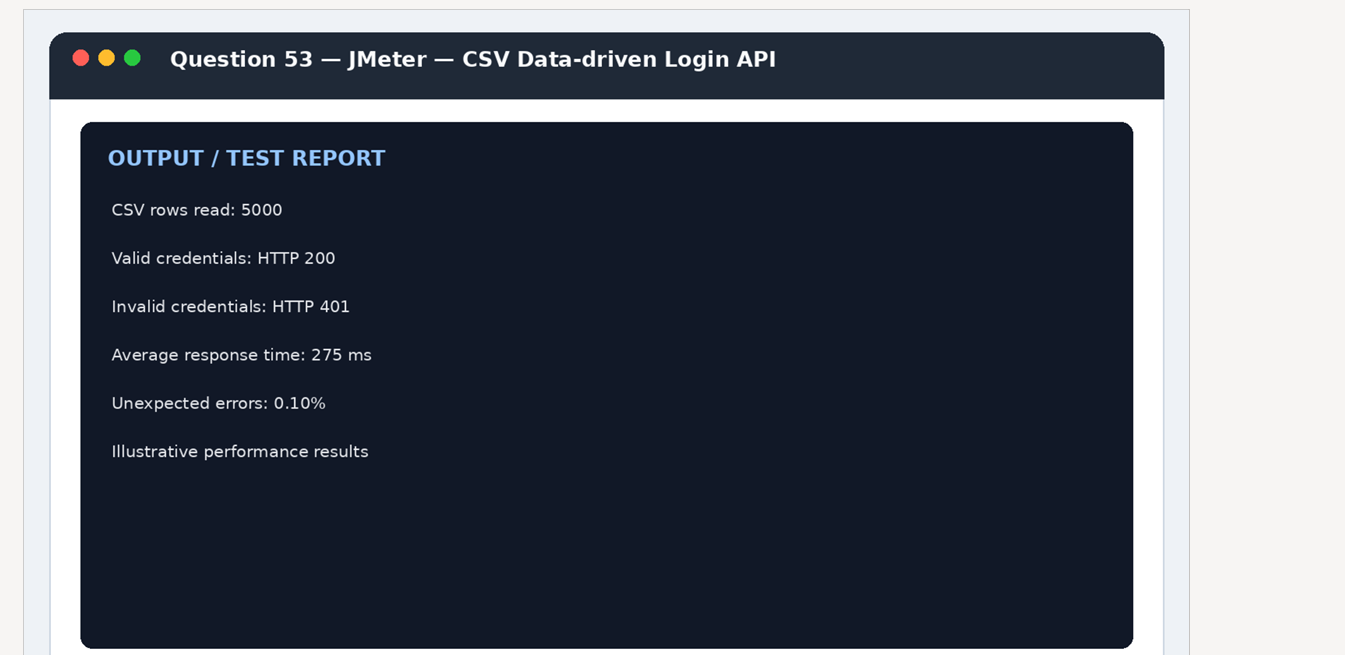 Question 53 — JMeter — CSV Data-driven Login API
OUTPUT / TEST REPORT
CSV rows read: 5000
Valid credentials: HTTP 200
Invalid credentials: HTTP 401
Average response time: 275 ms
Unexpected errors: 0.10%
Illustrative performance results